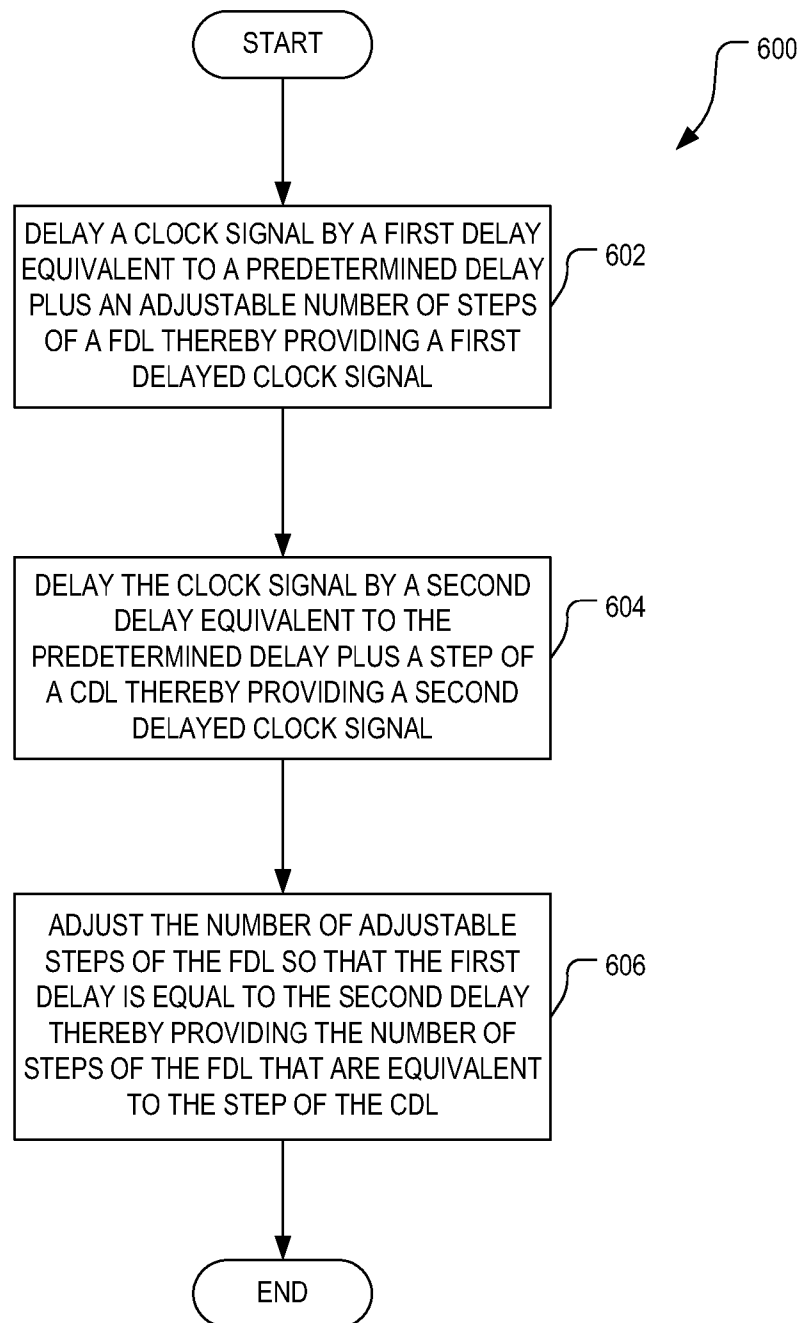 START
600
DELAY A CLOCK SIGNAL BY A FIRST DELAY
EQUIVALENT TO A PREDETERMINED DELAY
PLUS AN ADJUSTABLE NUMBER OF STEPS
OF A FDL THEREBY PROVIDING A FIRST
DELAYED CLOCK SIGNAL
602
DELAY THE CLOCK SIGNAL BY A SECOND
DELAY EQUIVALENT TO THE
PREDETERMINED DELAY PLUS A STEP OF
A CDL THEREBY PROVIDING A SECOND
DELAYED CLOCK SIGNAL
604
ADJUST THE NUMBER OF ADJUSTABLE
STEPS OF THE FDL SO THAT THE FIRST
DELAY IS EQUAL TO THE SECOND DELAY
THEREBY PROVIDING THE NUMBER OF
STEPS OF THE FDL THAT ARE EQUIVALENT
TO THE STEP OF THE CDL
606
END